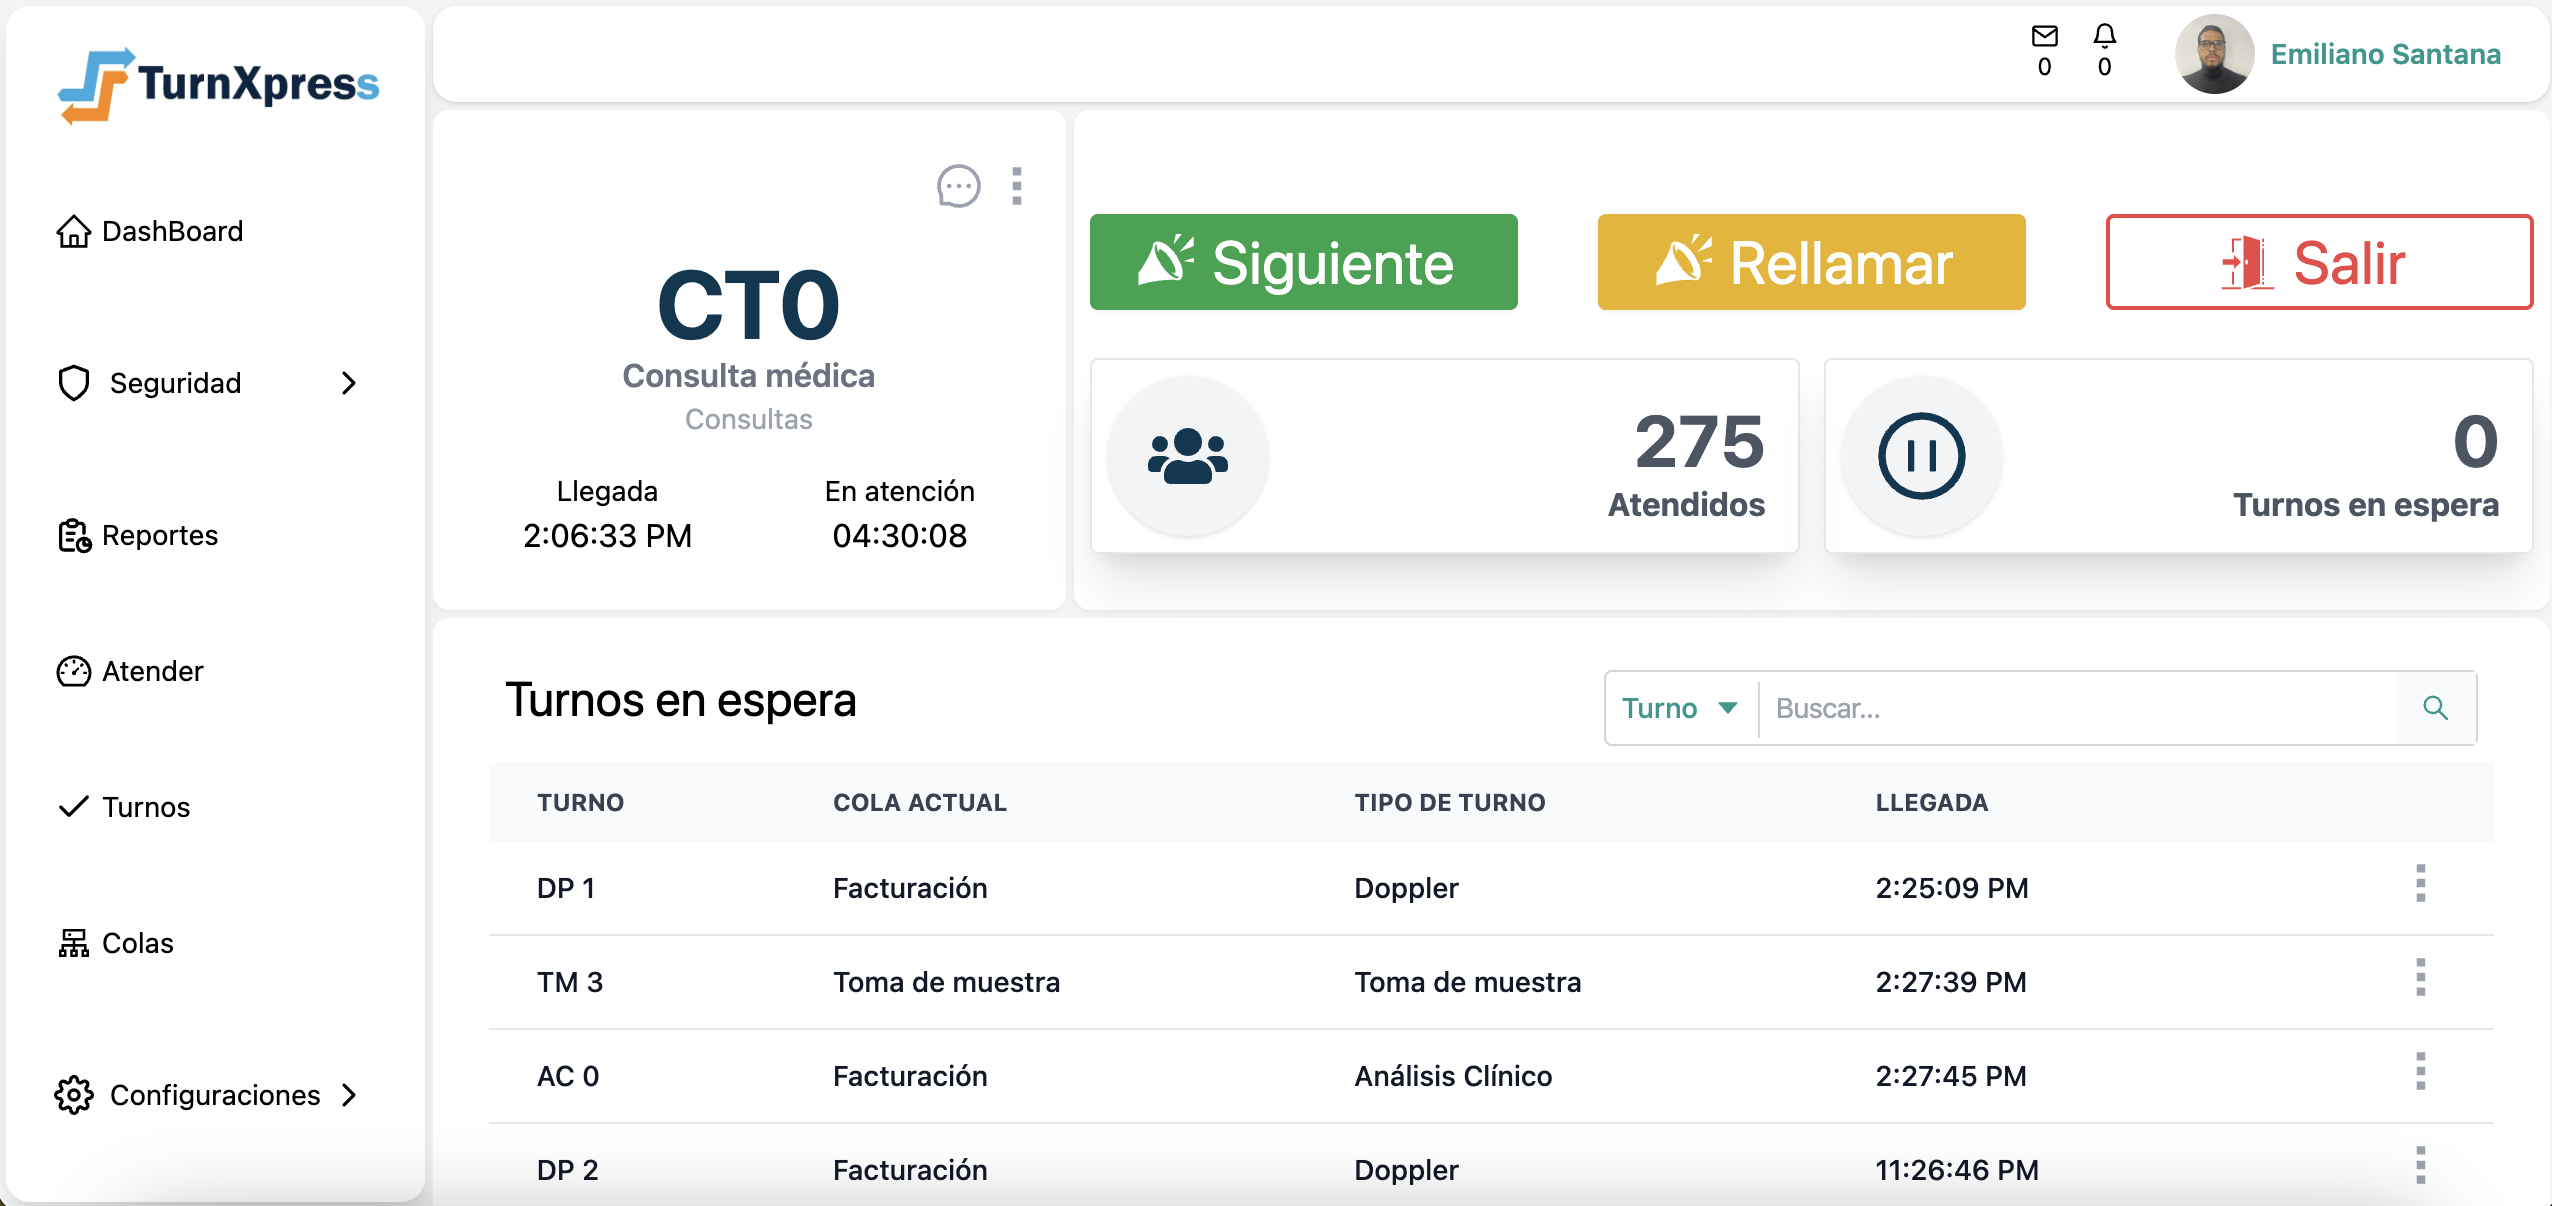 TurnXpress
DashBoard
Seguridad
Reportes
Atender
Turnos
Colas
Configuraciones
0
0
Emiliano Santana
CT0
Consulta médica
Consultas
Llegada
2:06:33 PM
En atención
04:30:08
Siguiente
Rellamar
Salir
275
Atendidos
0
Turnos en espera
Turnos en espera
Turno
Buscar...
TURNO COLA ACTUAL TIPO DE TURNO LLEGADA
DP 1 Facturación Doppler 2:25:09 PM
TM 3 Toma de muestra Toma de muestra 2:27:39 PM
AC 0 Facturación Análisis Clínico 2:27:45 PM
DP 2 Facturación Doppler 11:26:46 PM